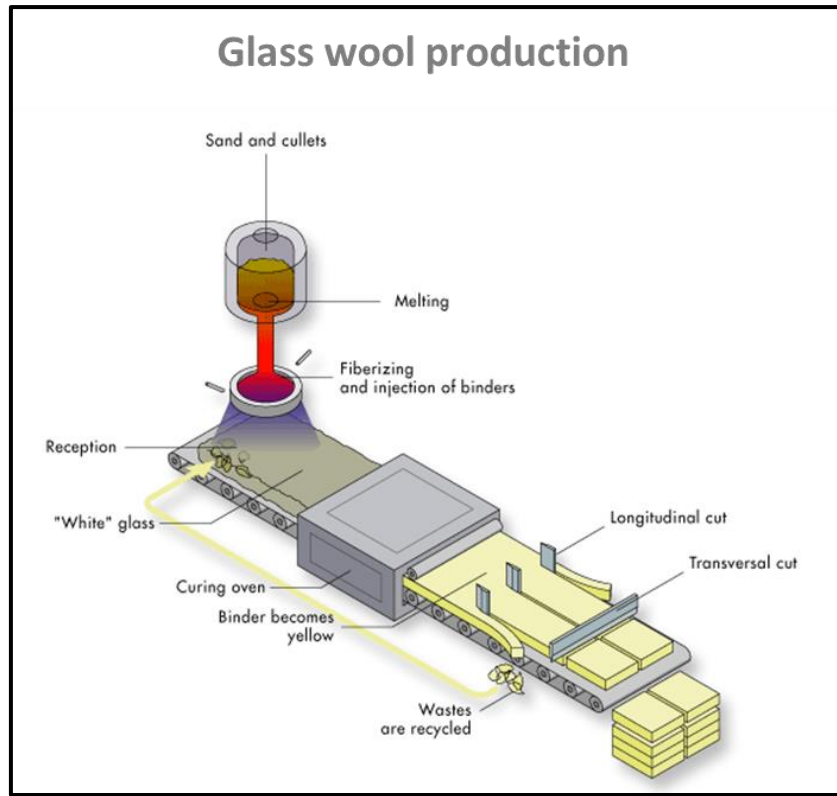 Glass wool production
Sand and cullets
Melting
Fiberizing
and injection of binders
Reception
"White" glass
Curing oven
Binder becomes
yellow
Longitudinal cut
Transversal cut
Wastes
are recycled